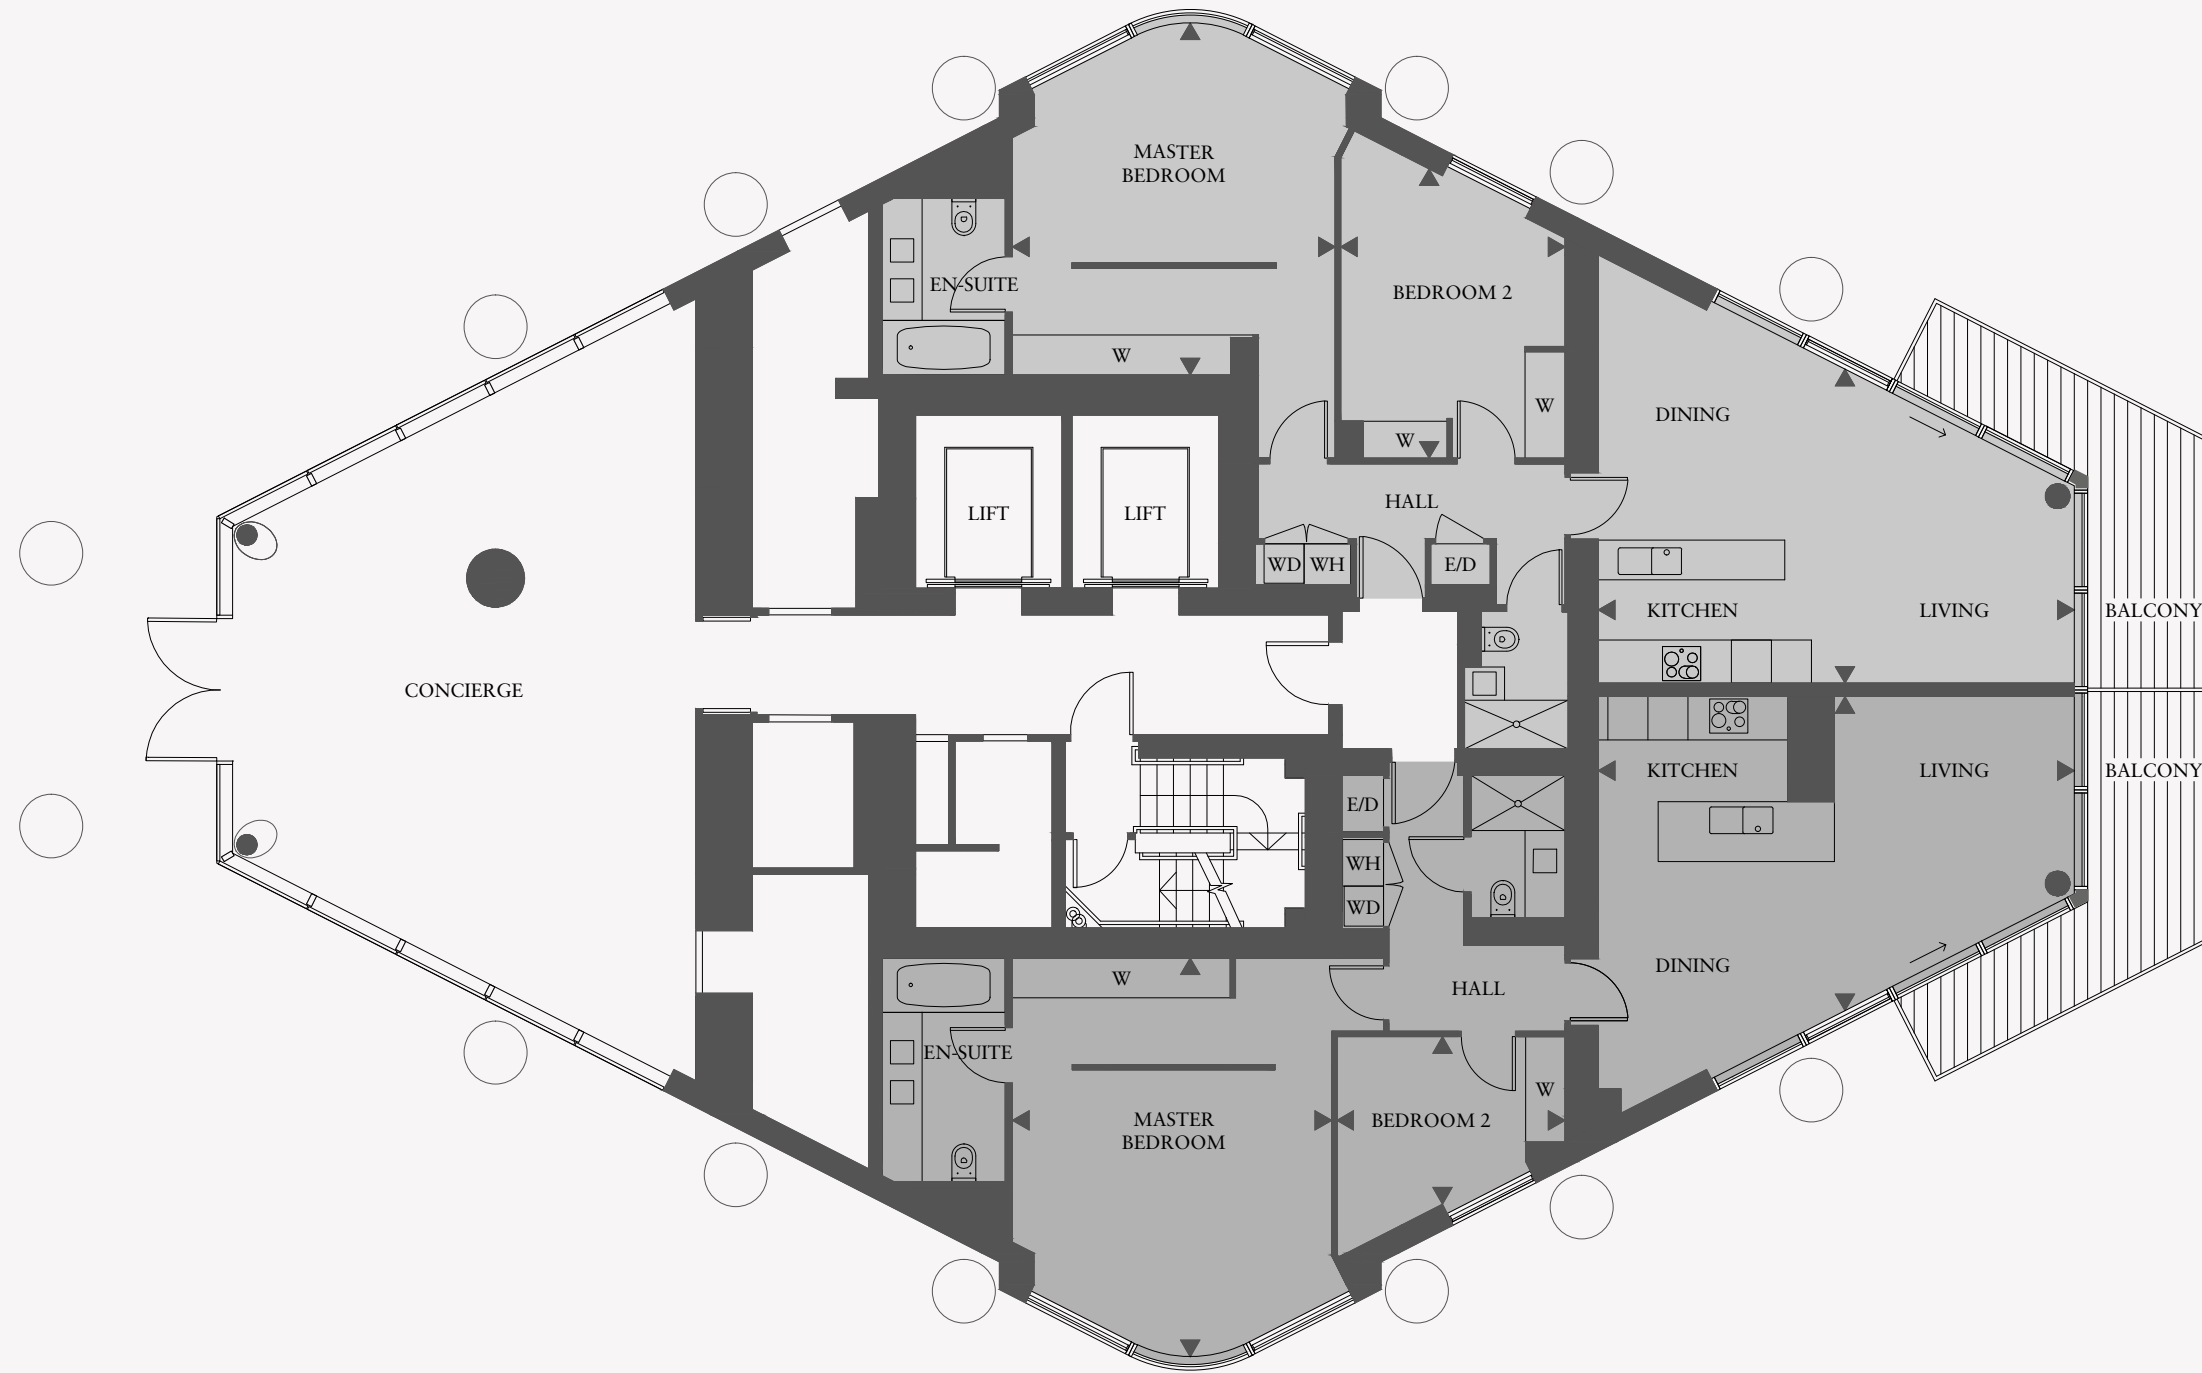 MASTER
BEDROOM
EN-SUITE
BEDROOM 2
W
W
W
DINING
HALL
LIFT
LIFT
WD
WH
E/D
KITCHEN
LIVING
BALCONY
CONCIERGE
KITCHEN
LIVING
BALCONY
E/D
WH
WD
DINING
W
HALL
EN-SUITE
W
MASTER
BEDROOM
BEDROOM 2